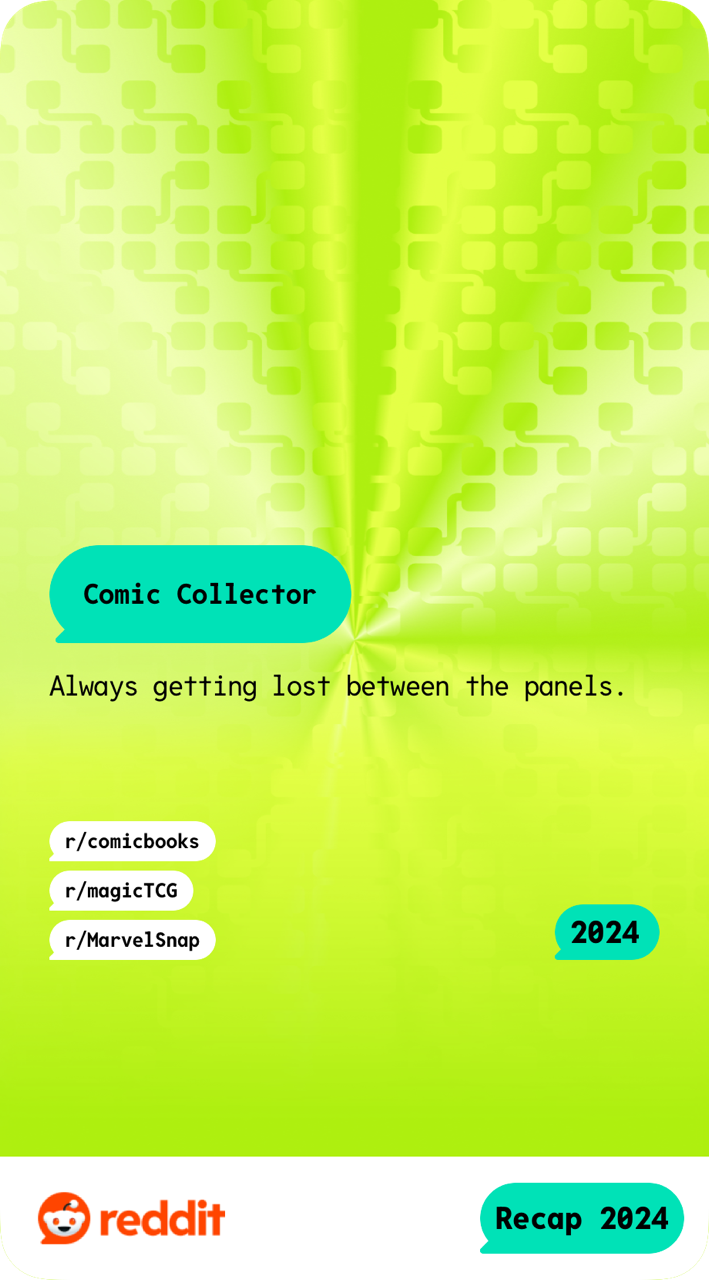 Comic Collector
Always getting lost between the panels.
r/comicbooks
r/magicTCG
r/MarvelSnap
2024
reddit
Recap 2024